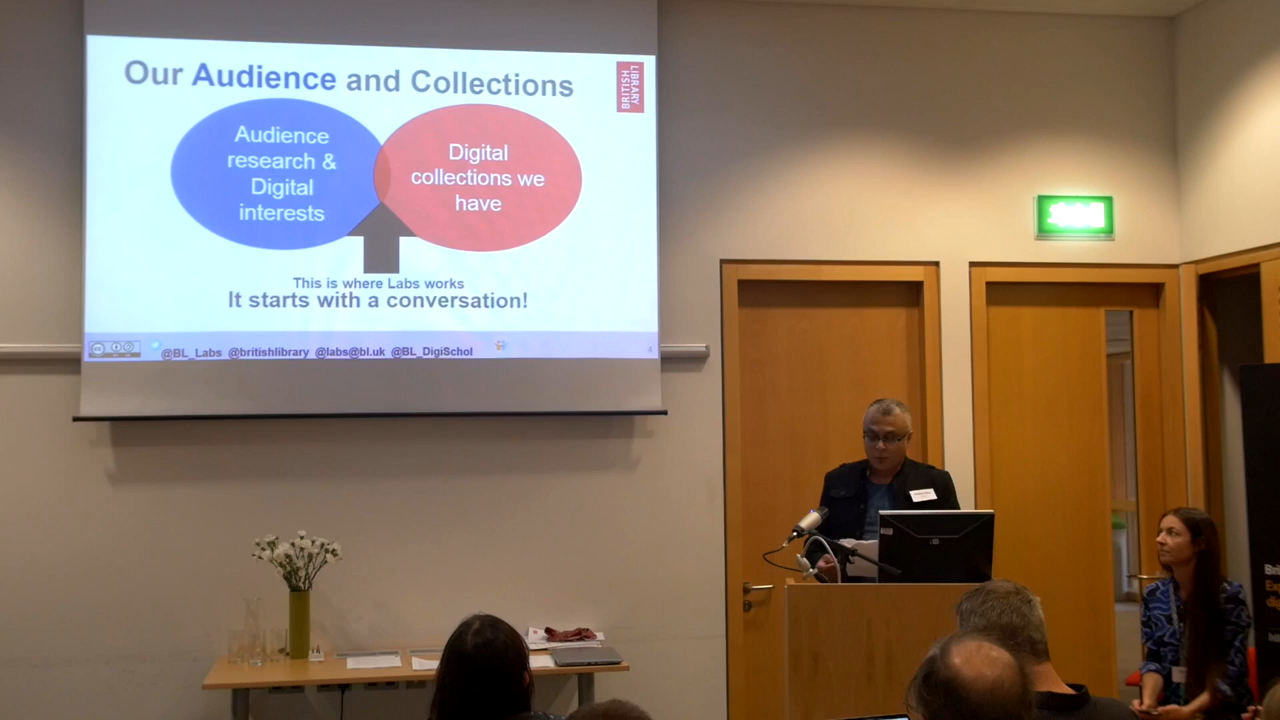 Our Audience and Collections
LIBRARY
BRITISH
Audience
research &
Digital
interests
Digital
collections we
have
This is where Labs works
It starts with a conversation!
@BL_Labs @britishlibrary @labs@bl.uk @BL_DigiSchol
4